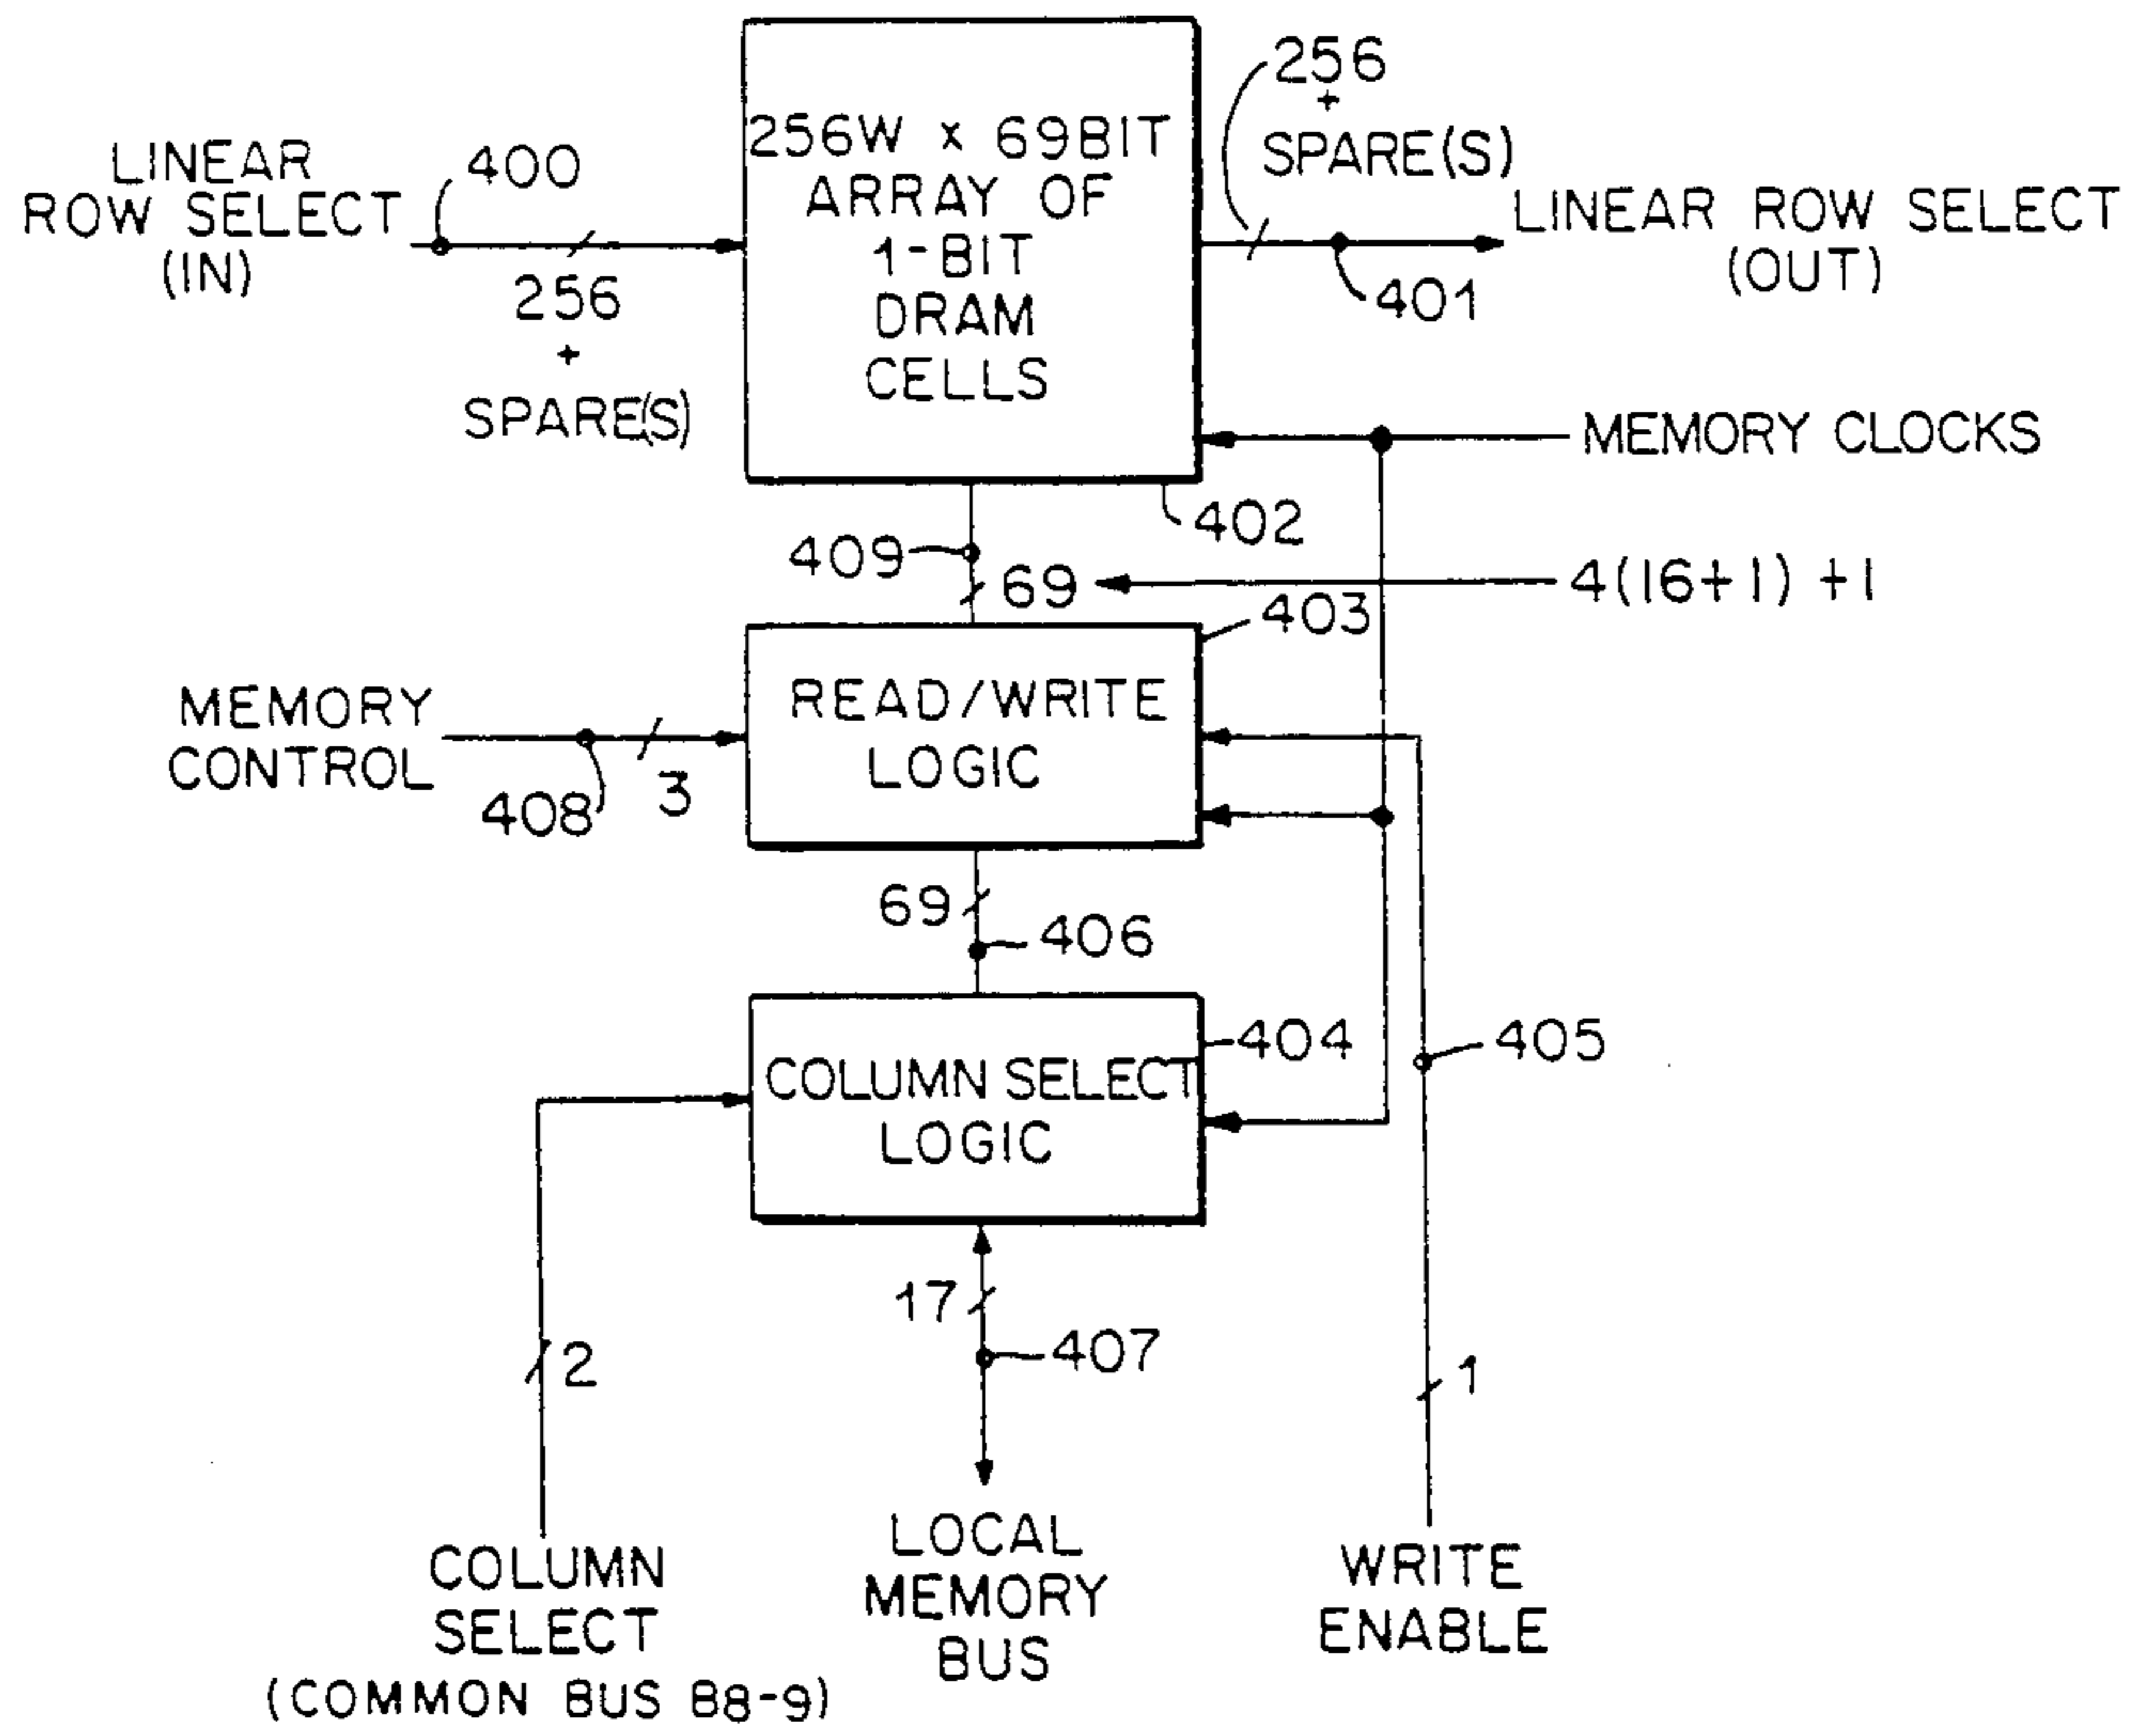 256W x 69BIT
ARRAY OF
1-BIT
DRAM
CELLS
256
+
SPARE(S)
LINEAR
ROW SELECT
(IN)
400
256
+
SPARE(S)
LINEAR ROW SELECT
(OUT)
401
MEMORY CLOCKS
402
409
69
4(16+1)+1
403
READ/WRITE
LOGIC
MEMORY
CONTROL
408
3
69
406
404
COLUMN SELECT
LOGIC
405
17
407
2
1
COLUMN
SELECT
(COMMON BUS B8-9)
LOCAL
MEMORY
BUS
WRITE
ENABLE